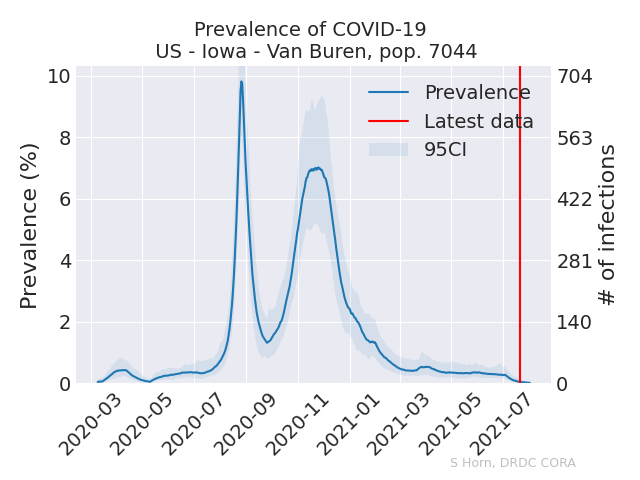 Prevalence of COVID-19
US - Iowa - Van Buren, pop. 7044
Prevalence (%)
10
8
6
4
2
0
704
563
422
281
140
0
# of infections
Prevalence
Latest data
95CI
2020-03
2020-05
2020-07
2020-09
2020-11
2021-01
2021-03
2021-05
2021-07
S Horn, DRDC CORA